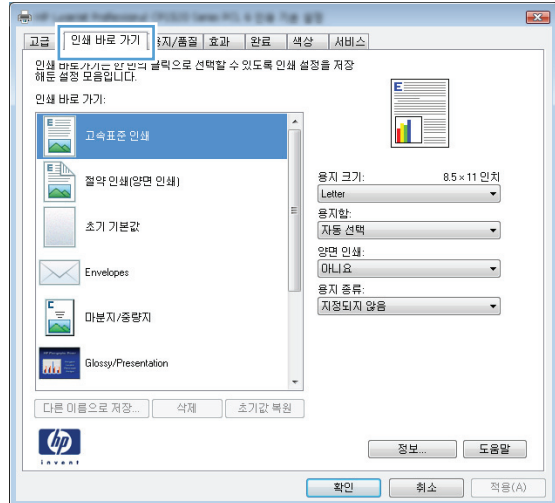 고급 인쇄 바로 가기 용지/품질 효과 완료 색상 서비스
인쇄 바로가기는 한 번의 클릭으로 선택할 수 있도록 인쇄 설정을 저장
해둔 설정 모음입니다.
인쇄 바로 가기:
고속표준 인쇄
절약 인쇄(양면 인쇄)
초기 기본값
Envelopes
마분지/중량지
Glossy/Presentation
용지 크기: 8.5 × 11 인치
Letter
용지함:
자동 선택
양면 인쇄:
아니요
용지 종류:
지정되지 않음
다른 이름으로 저장... 삭제 초기값 복원
hp
invent
정보... 도움말
확인 취소 적용(A)